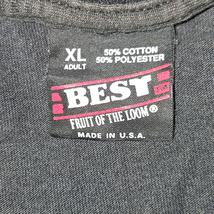 XL
ADULT
50% COTTON
50% POLYESTER
BEST
FRUIT OF THE LOOM®
MADE IN U.S.A.